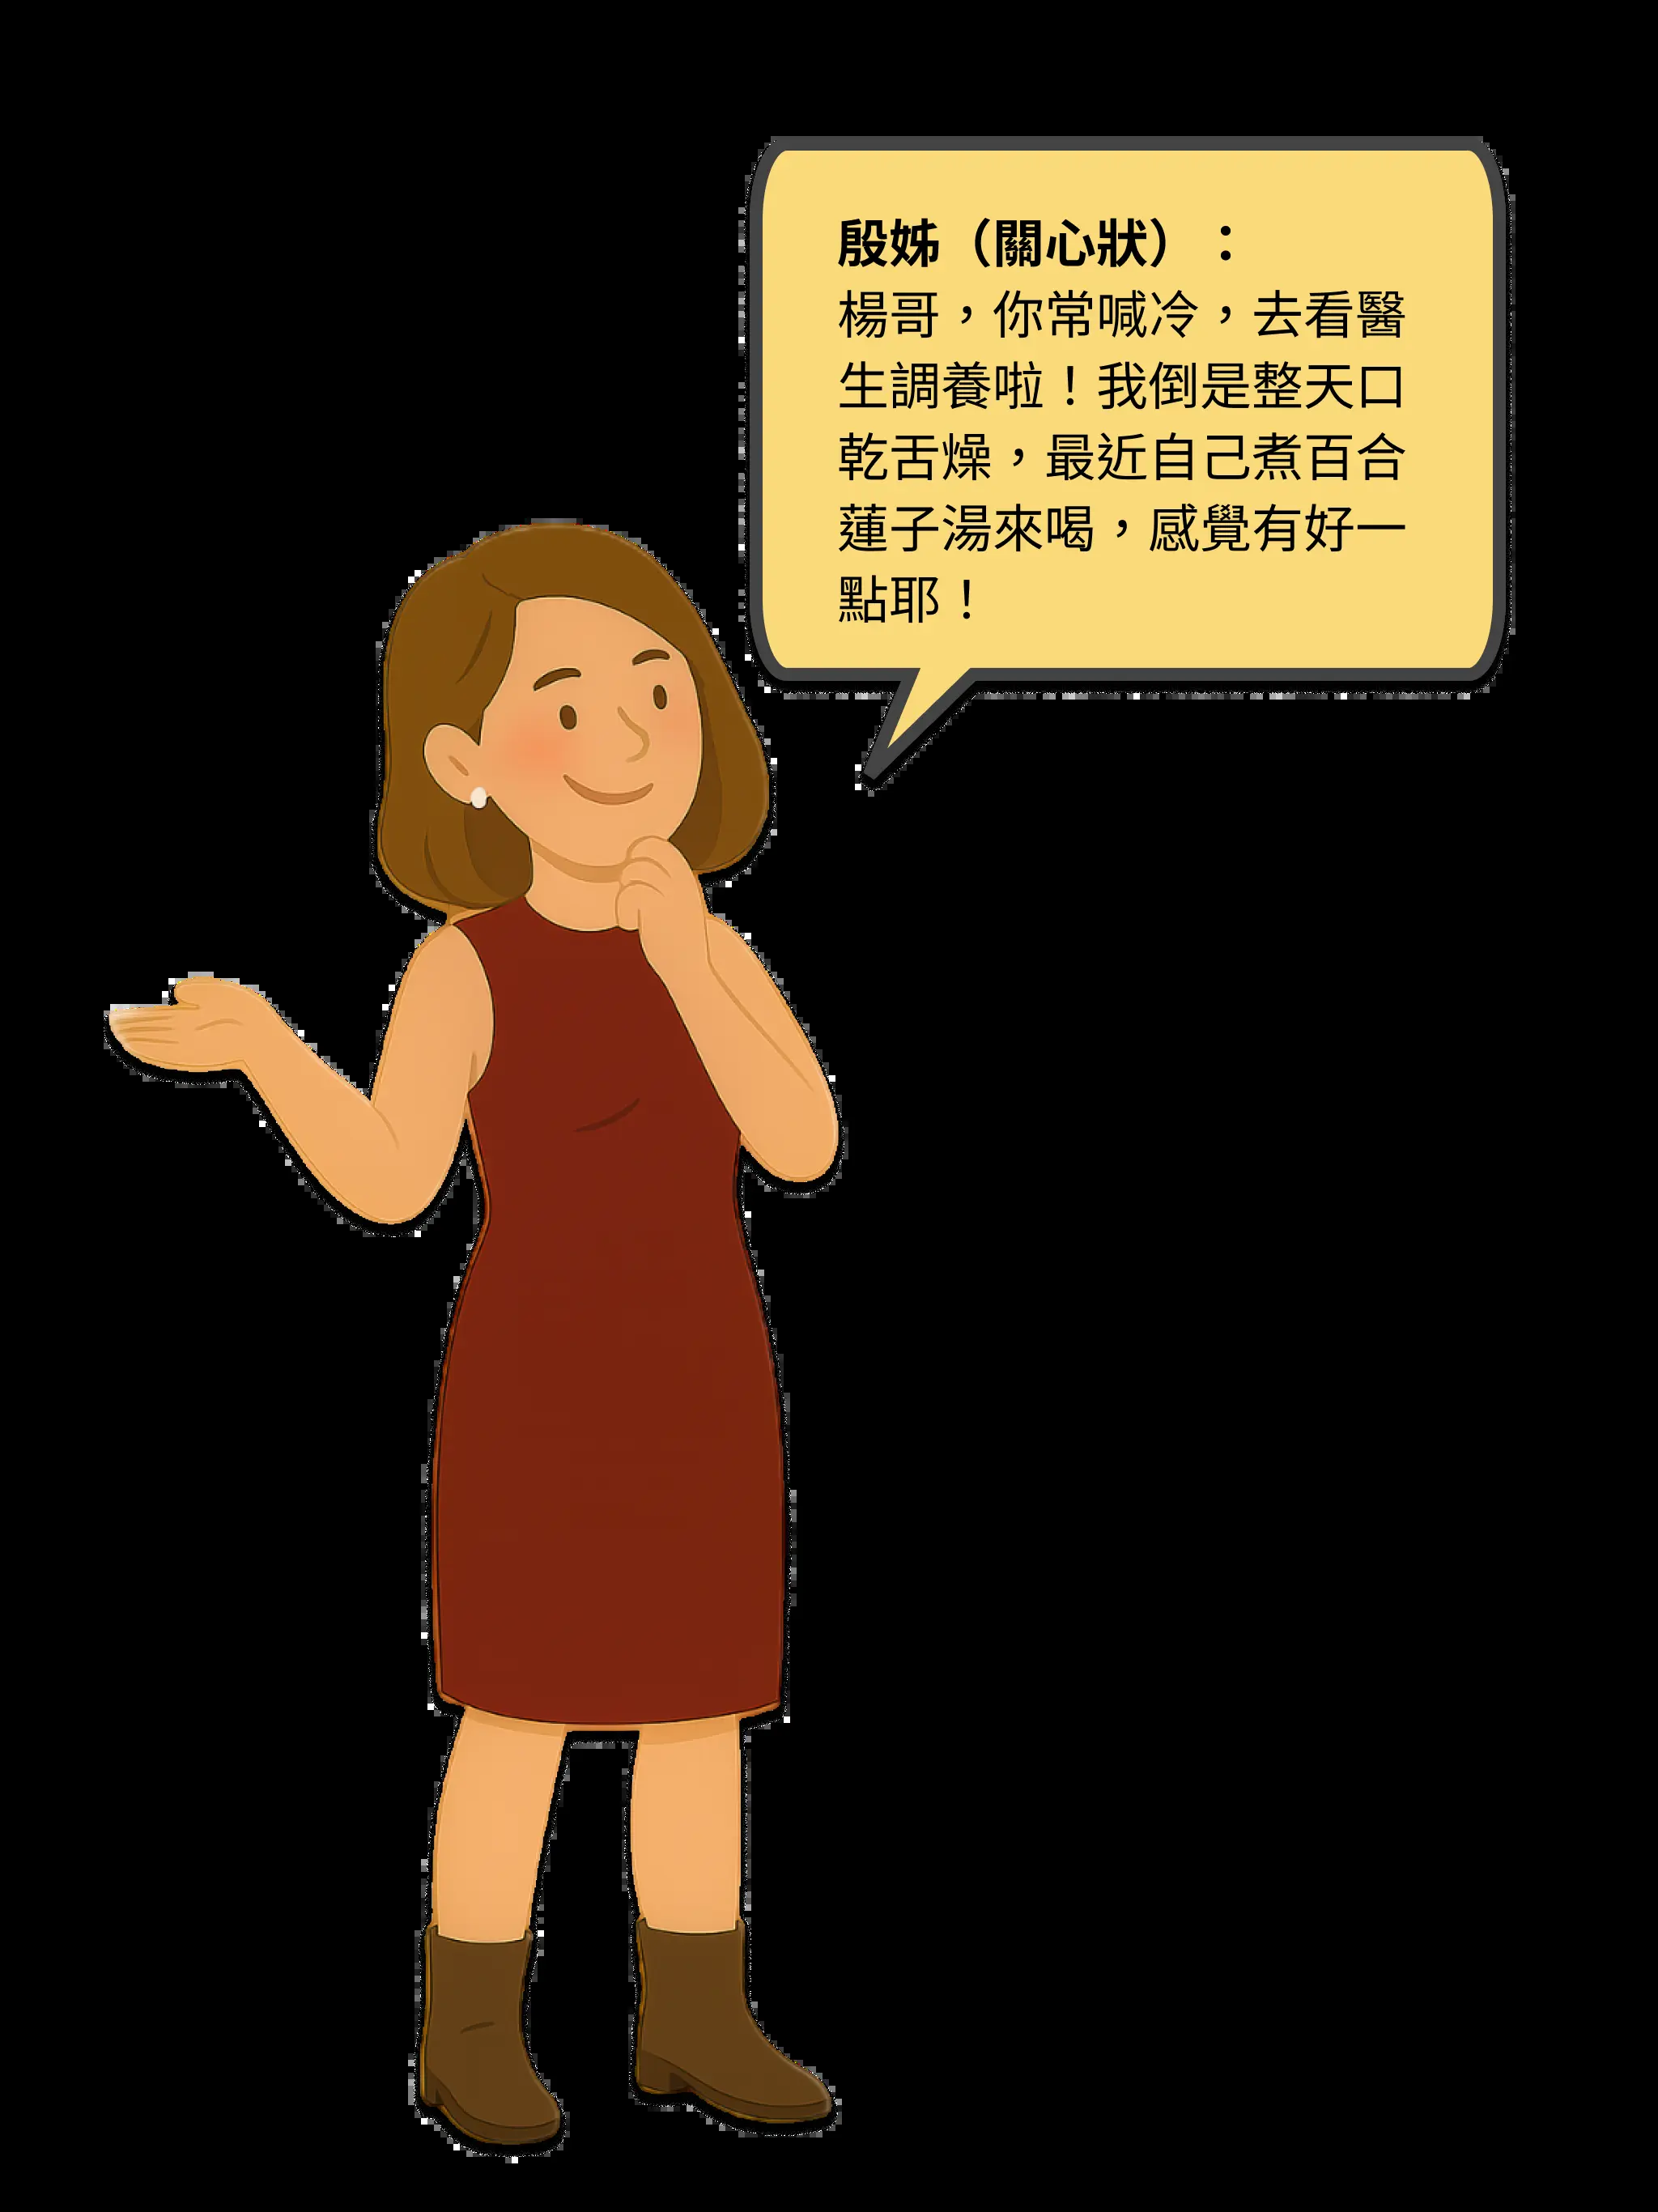 殷姊（關心狀）：
楊哥，你常喊冷，去看醫
生調養啦！我倒是整天口
乾舌燥，最近自己煮百合
蓮子湯來喝，感覺有好一
點耶！